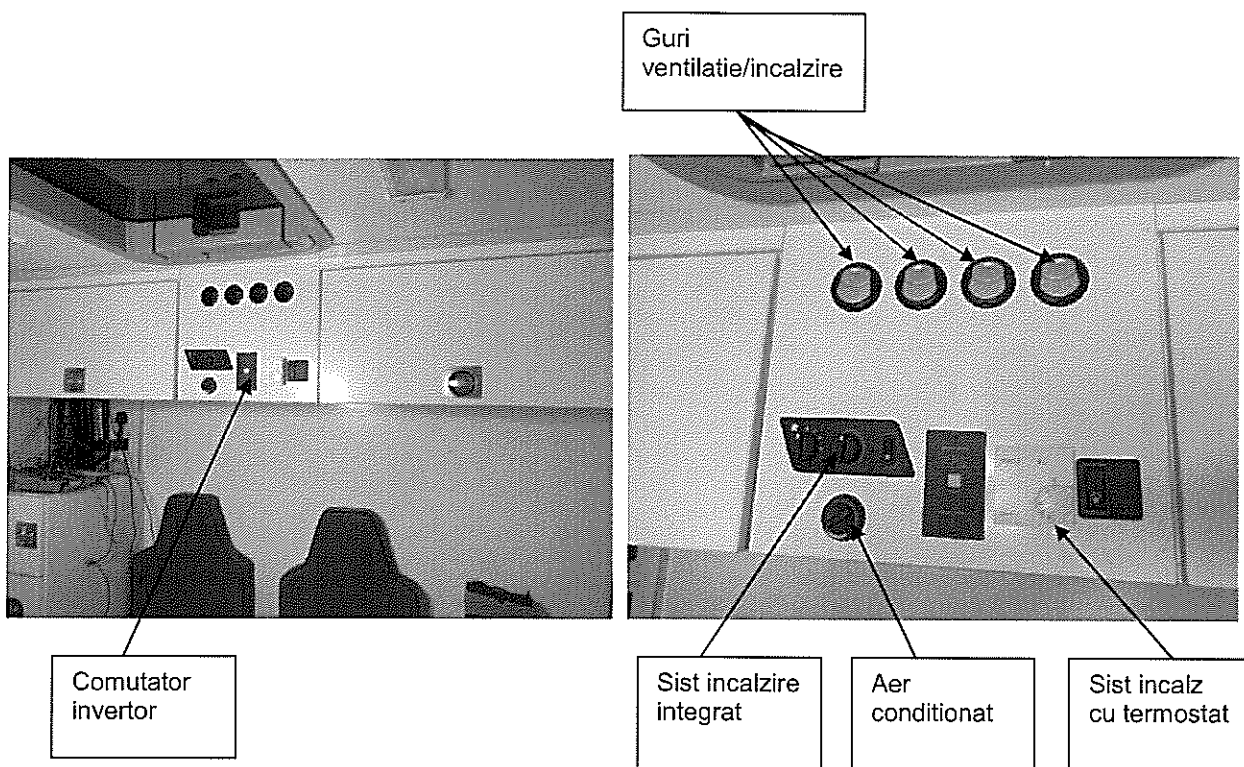 Guri
ventilatie/incalzire
Comutator
invertor
Sist incalzire
integrat
Aer
conditionat
Sist incalz
cu termostat